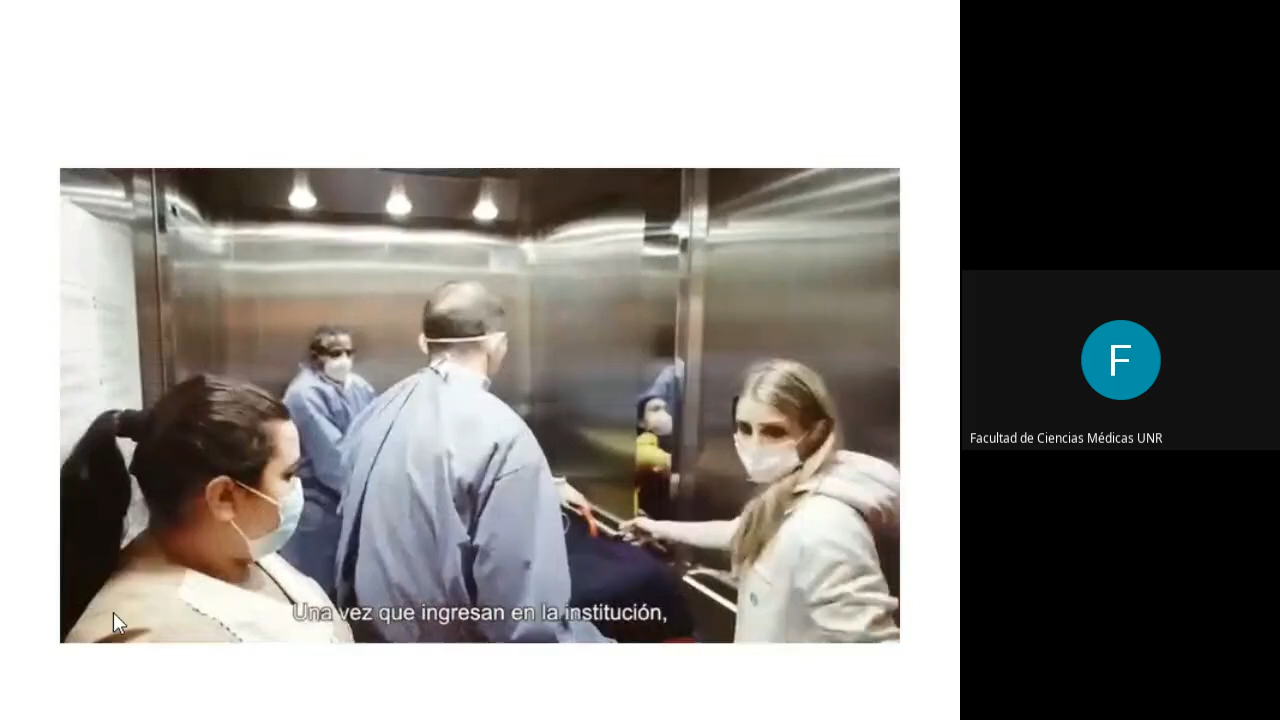 Una vez que ingresan en la institución,
F
Facultad de Ciencias Médicas UNR